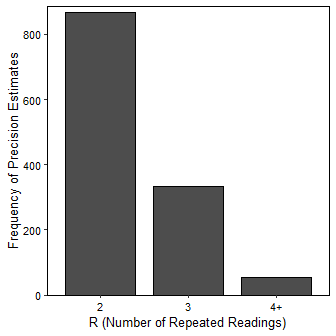 Frequency of Precision Estimates
800
600
400
200
0
2 3 4+
R (Number of Repeated Readings)